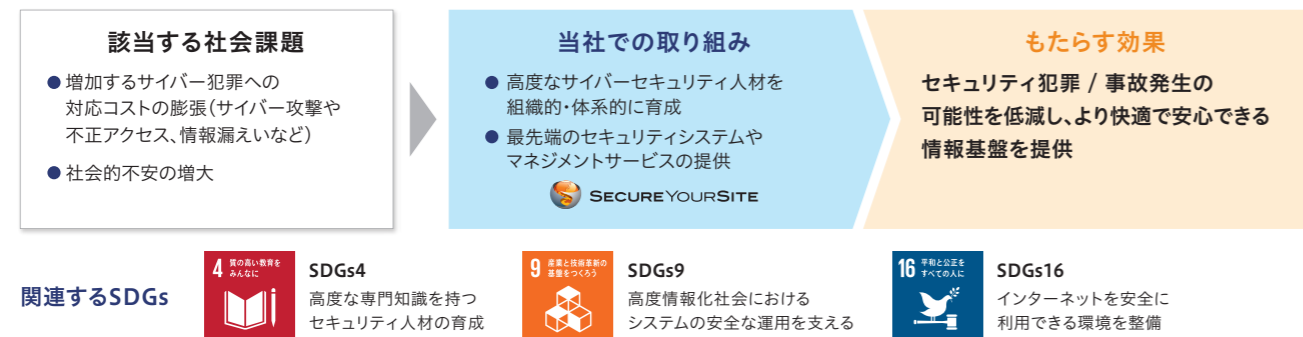 該当する社会課題
● 増加するサイバー犯罪への
対応コストの膨張（サイバー攻撃や
不正アクセス、情報漏えいなど）
● 社会的不安の増大
当社での取り組み
● 高度なサイバーセキュリティ人材を
組織的・体系的に育成
● 最先端のセキュリティシステムや
マネジメントサービスの提供
SECUREYOURSITE
もたらす効果
セキュリティ犯罪 / 事故発生の
可能性を低減し、より快適で安心できる
情報基盤を提供
関連するSDGs
4 質の高い教育を
みんなに
SDGs4
高度な専門知識を持つ
セキュリティ人材の育成
9 産業と技術革新の
基盤をつくろう
SDGs9
高度情報化社会における
システムの安全な運用を支える
16 平和と公正を
すべての人に
SDGs16
インターネットを安全に
利用できる環境を整備